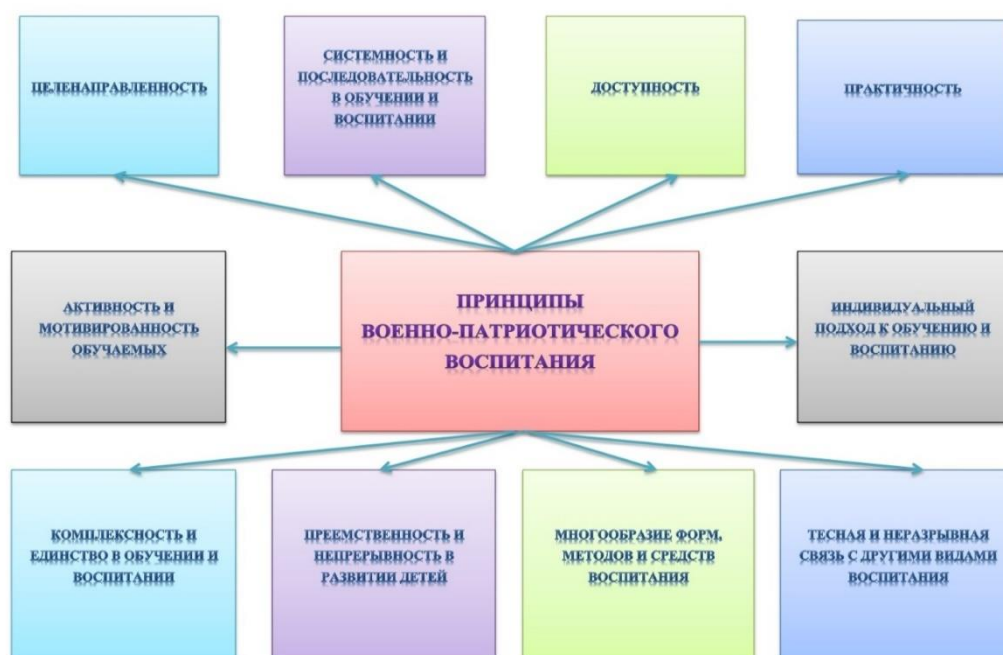 ЦЕЛЕНАПРАВЛЕННОСТЬ
СИСТЕМНОСТЬ И
ПОСЛЕДОВАТЕЛЬНОСТЬ
В ОБУЧЕНИИ И
ВОСПИТАНИИ
ДОСТУПНОСТЬ
ПРАКТИЧНОСТЬ
АКТИВНОСТЬ И
МОТИВИРОВАННОСТЬ
ОБУЧАЕМЫХ
ПРИНЦИПЫ
ВОЕННО-ПАТРИОТИЧЕСКОГО
ВОСПИТАНИЯ
ИНДИВИДУАЛЬНЫЙ
ПОДХОД К ОБУЧЕНИЮ И
ВОСПИТАНИЮ
КОМПЛЕКСНОСТЬ И
ЕДИНСТВО В ОБУЧЕНИИ И
ВОСПИТАНИИ
ПРЕЕМСТВЕННОСТЬ И
НЕПРЕРЫВНОСТЬ В
РАЗВИТИИ ДЕТЕЙ
МНОГООБРАЗИЕ ФОРМ,
МЕТОДОВ И СРЕДСТВ
ВОСПИТАНИЯ
ТЕСНАЯ И НЕРАЗРЫВНАЯ
СВЯЗЬ С ДРУГИМИ ВИДАМИ
ВОСПИТАНИЯ